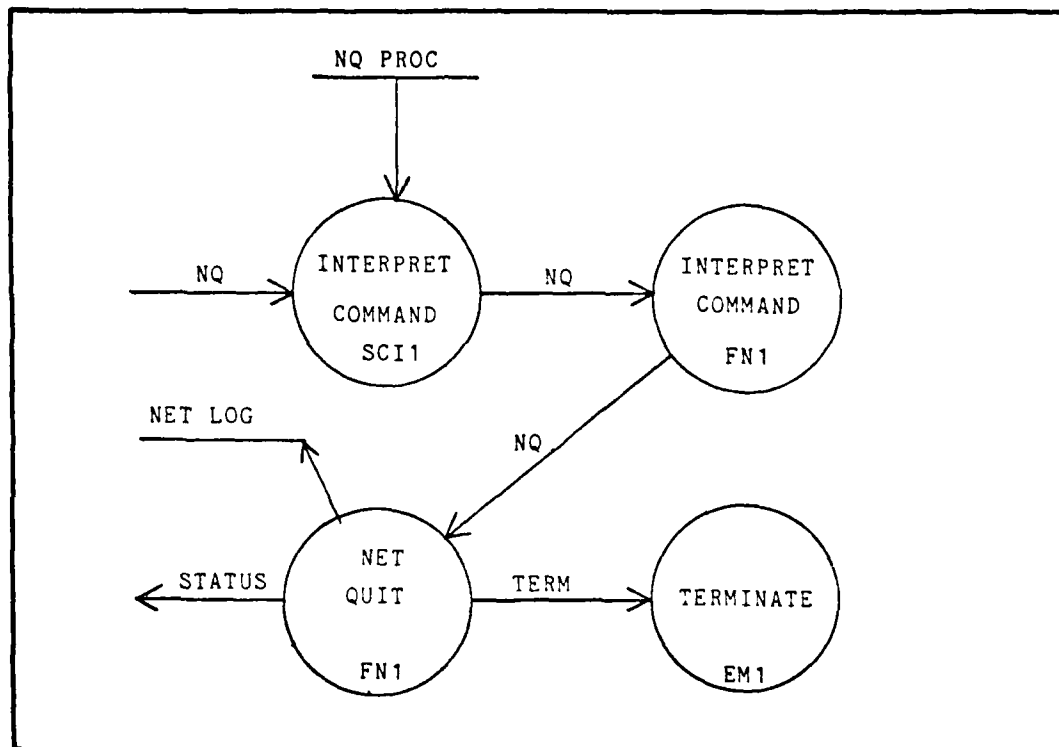 NQ PROC
NQ
INTERPRET
COMMAND
SCI1
NQ
INTERPRET
COMMAND
FN1
NET LOG
NQ
STATUS
NET
QUIT
FN1
TERM
TERMINATE
EM1